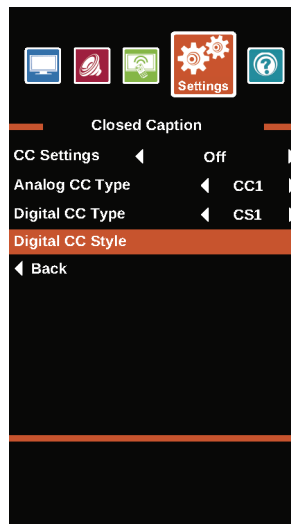 Settings
Closed Caption
CC Settings Off
Analog CC Type CC1
Digital CC Type CS1
Digital CC Style
Back